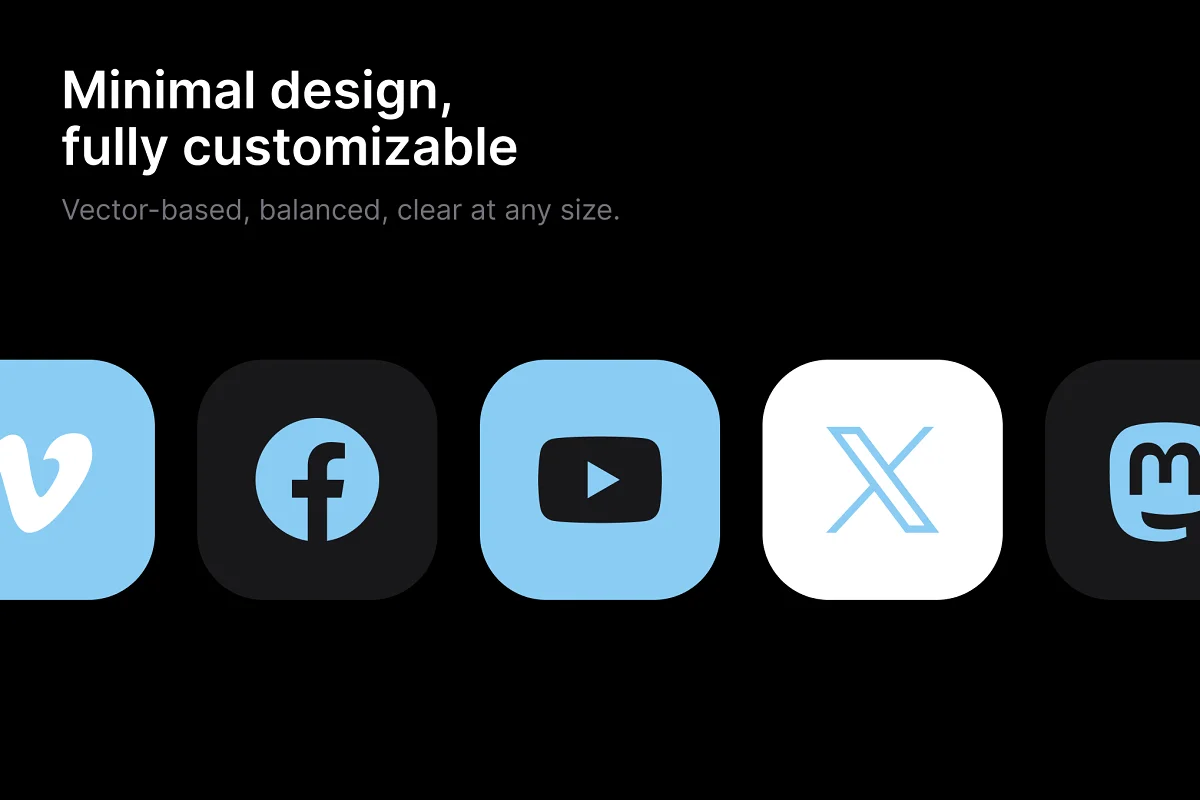 Minimal design,
fully customizable
Vector-based, balanced, clear at any size.